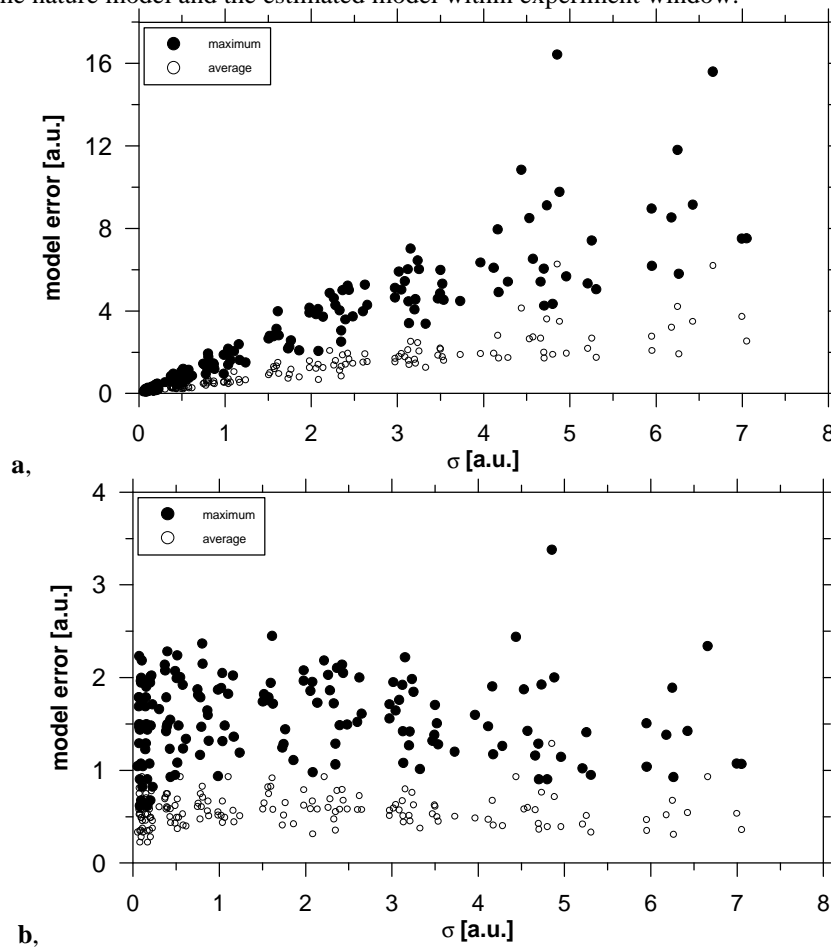 he nature model and the estimated model within experiment window.
maximum
average
model error [a.u.]
16
12
8
4
0
0 1 2 3 4 5 6 7 8
σ [a.u.]
a,
maximum
average
model error [a.u.]
4
3
2
1
0
0 1 2 3 4 5 6 7 8
σ [a.u.]
b,